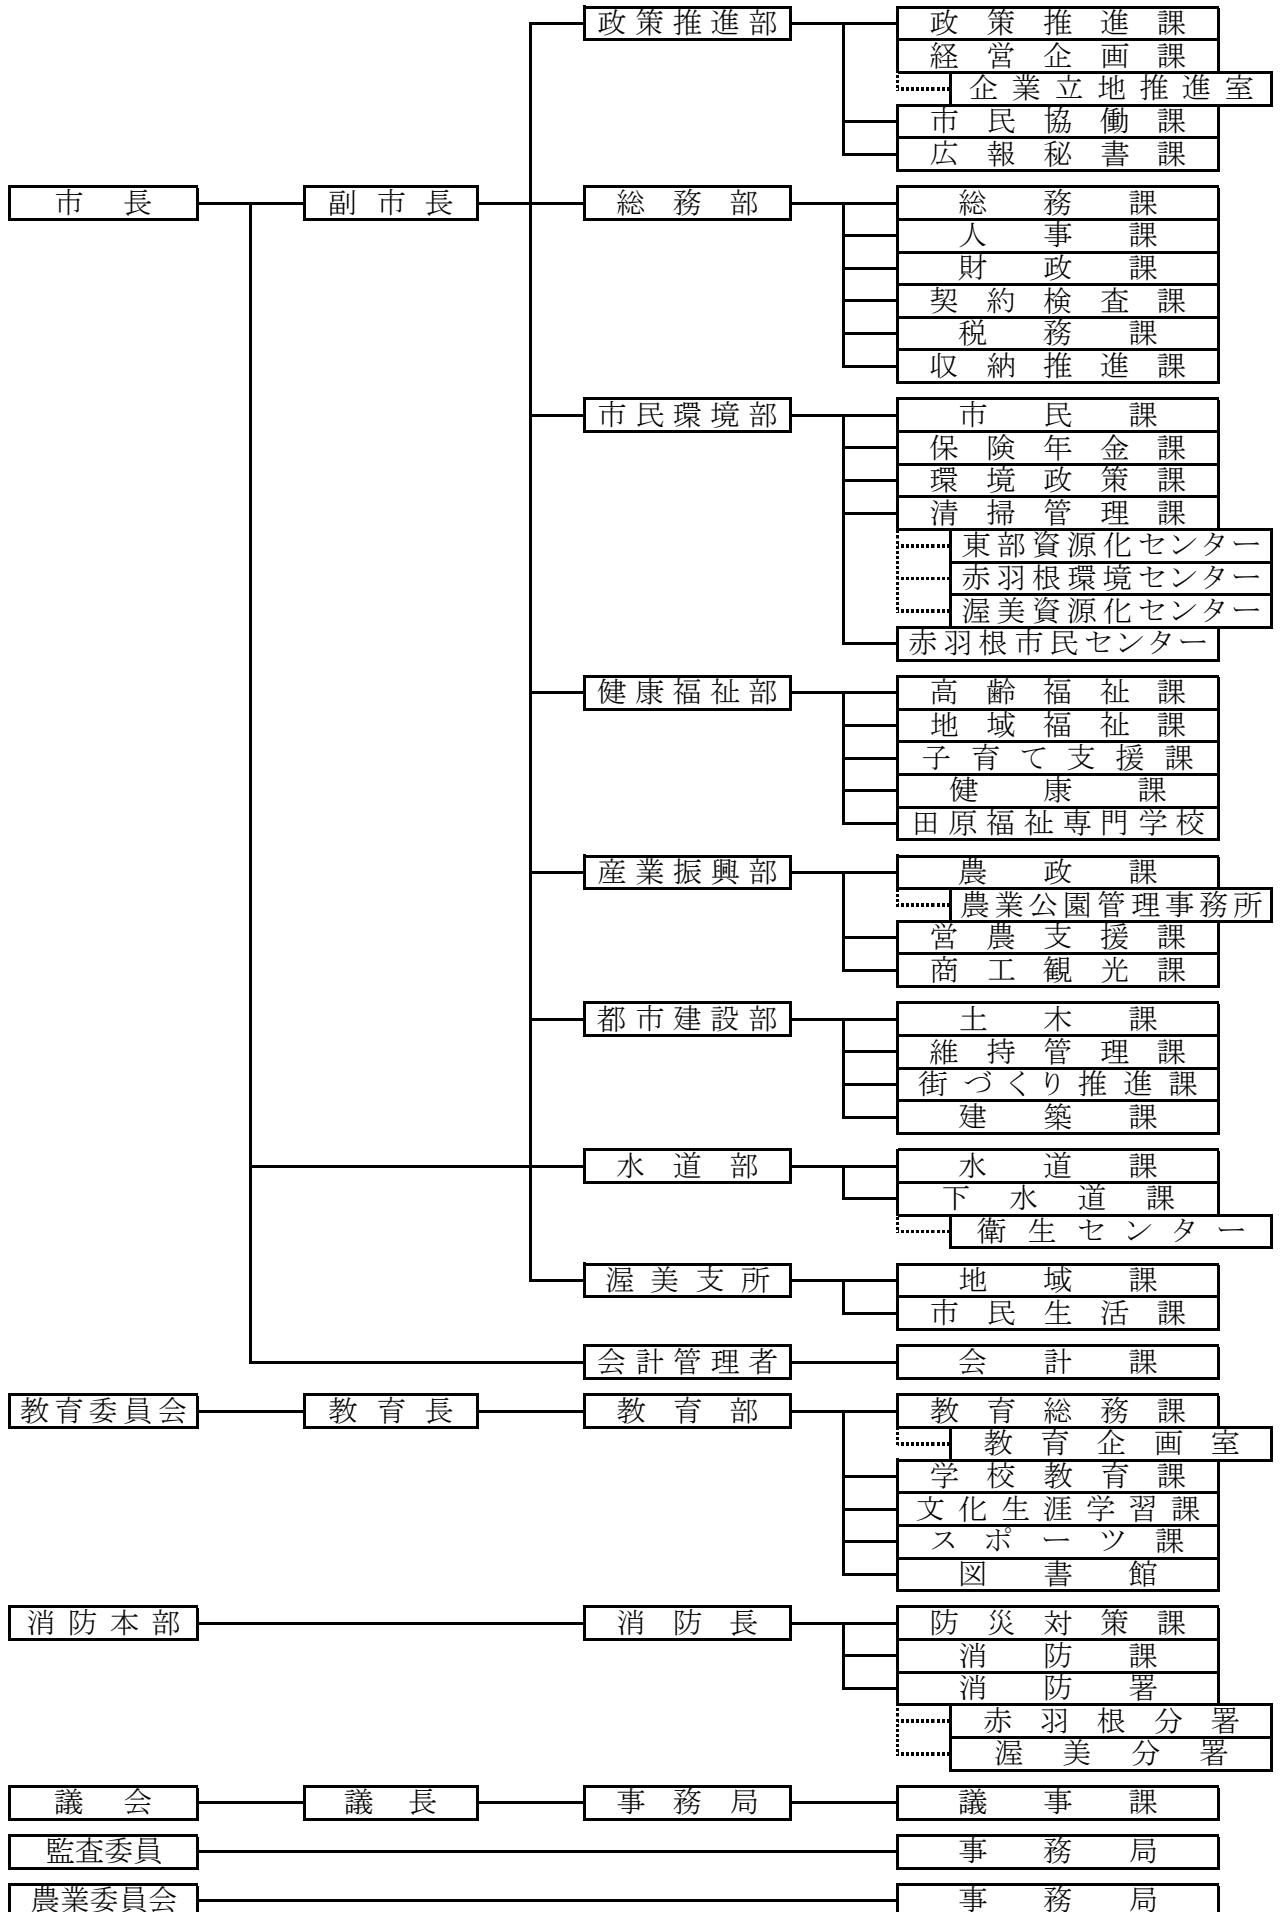 政策推進部 政策推進課
経営企画課
企業立地推進室
市民協働課
広報秘書課
市長 副市長 総務部 総務課
人事課
財政課
契約検査課
税務課
収納推進課
市民環境部 市民課
保険年金課
環境政策課
清掃管理課
東部資源化センター
赤羽根環境センター
渥美資源化センター
赤羽根市民センター
健康福祉部 高齢福祉課
地域福祉課
子育て支援課
健康課
田原福祉専門学校
産業振興部 農政課
農業公園管理事務所
営農支援課
商工観光課
都市建設部 土木課
維持管理課
街づくり推進課
建築課
水道部 水道課
下水道課
衛生センター
渥美支所 地域課
市民生活課
会計管理者 会計課
教育委員会 教育長 教育部 教育総務課
教育企画室
学校教育課
文化生涯学習課
スポーツ課
図書館
消防本部 消防長 防災対策課
消防課
消防署
赤羽根分署
渥美分署
議会 議長 事務局 議事課
監査委員 事務局
農業委員会 事務局